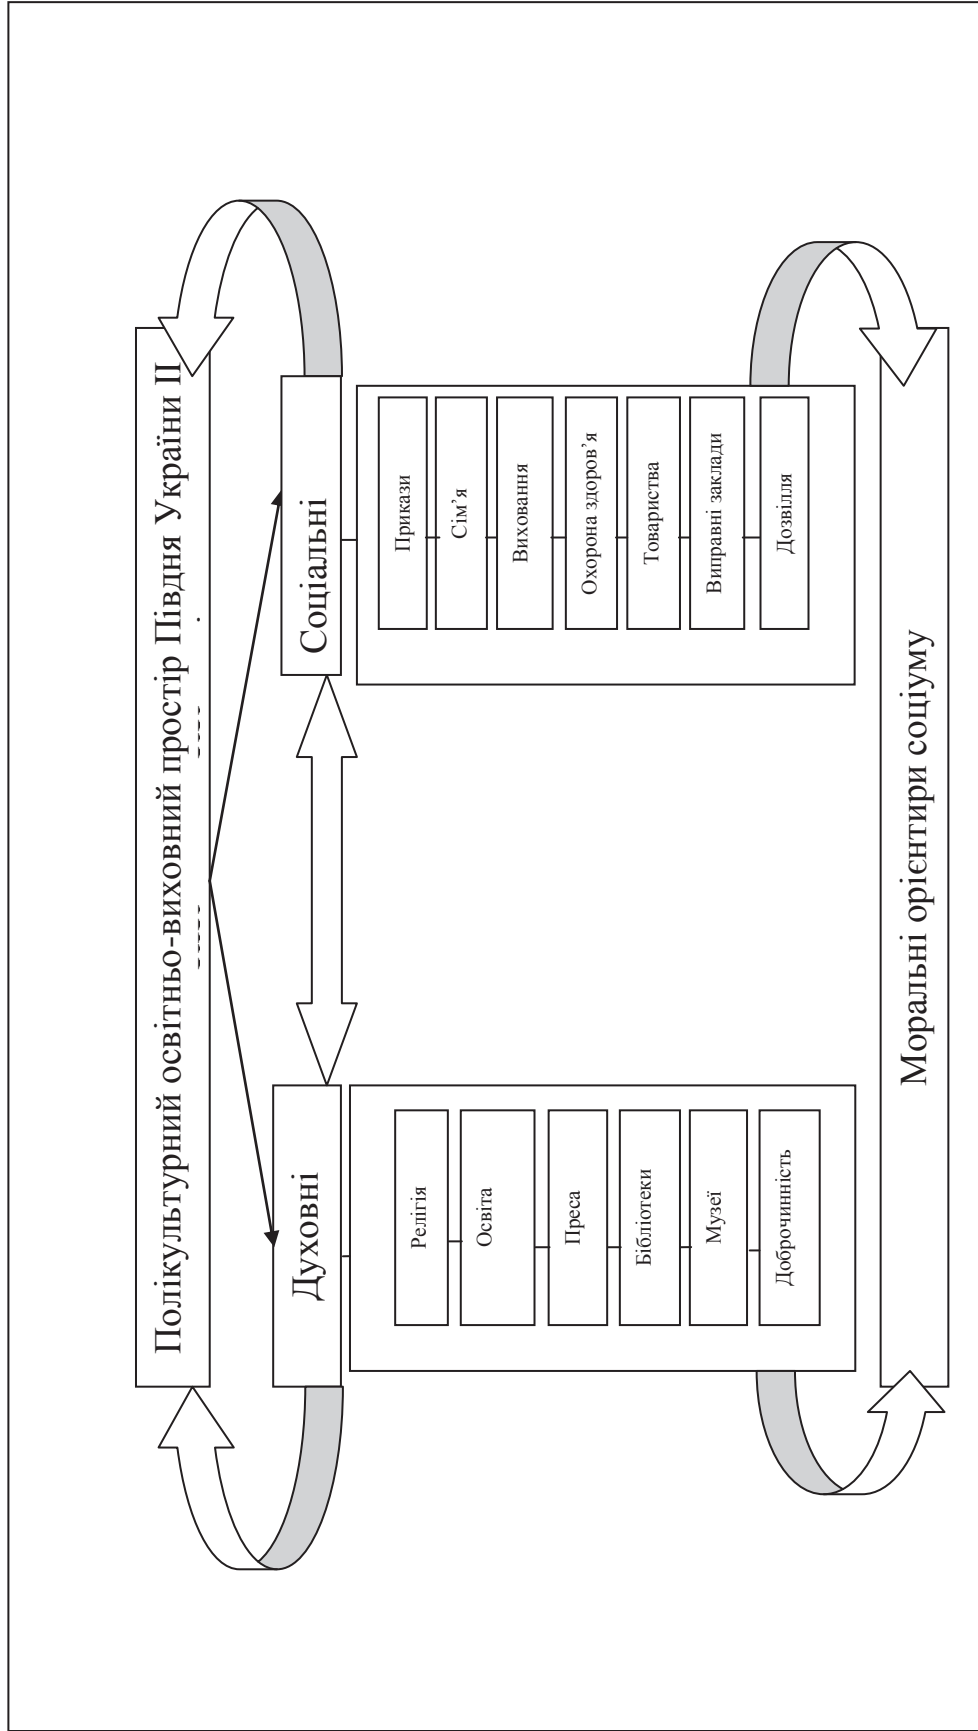 Полікультурний освітньо-виховний простір Півдня України ІІ
Духовні
Соціальні
Релігія
Освіта
Преса
Бібліотеки
Музеї
Доброчинність
Прикази
Сім’я
Виховання
Охорона здоров’я
Товариства
Виправні заклади
Дозвілля
Моральні орієнтири соціуму